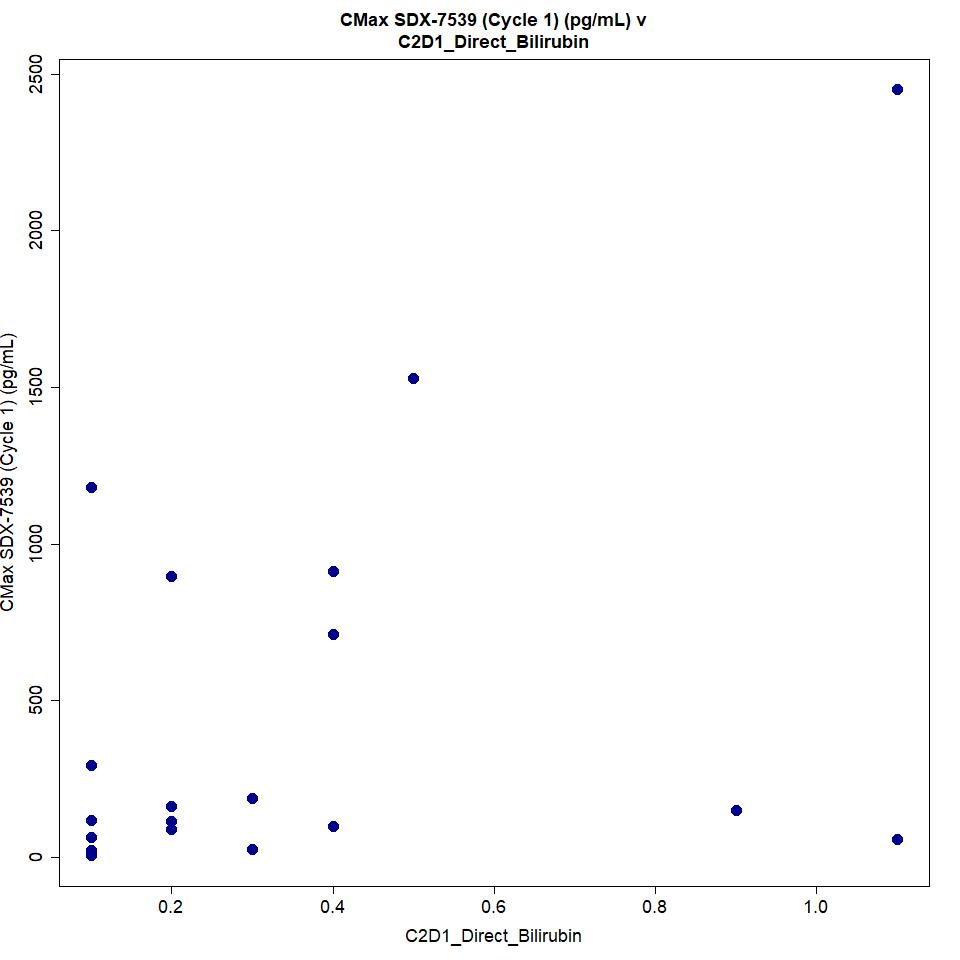 CMax SDX-7539 (Cycle 1) (pg/mL) v
C2D1_Direct_Bilirubin
CMax SDX-7539 (Cycle 1) (pg/mL)
2500
2000
1500
1000
500
0
0.2 0.4 0.6 0.8 1.0
C2D1_Direct_Bilirubin